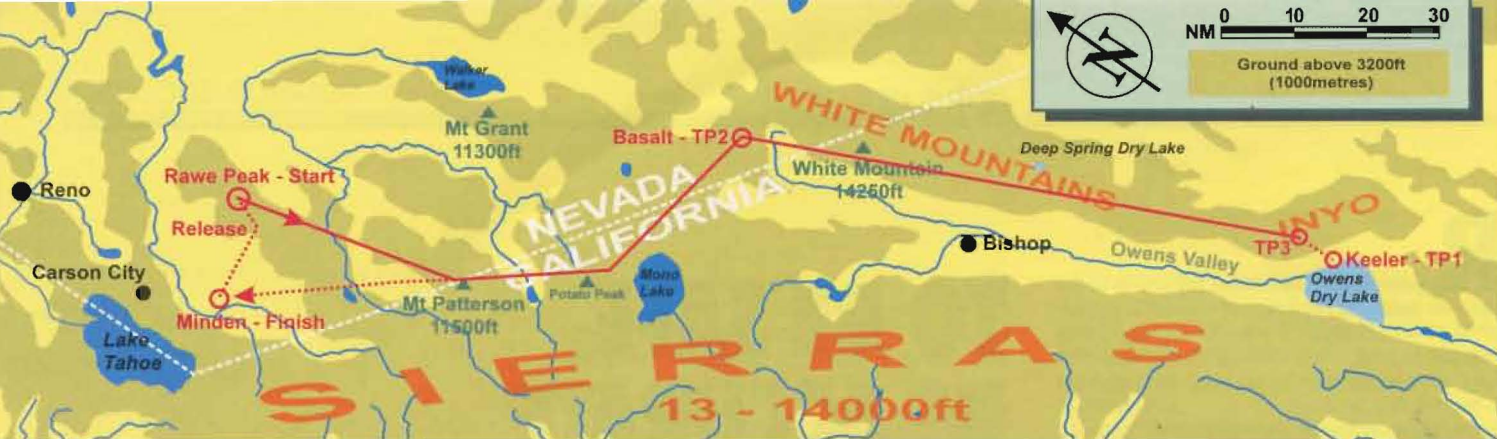 0 10 20 30
NM
N
Ground above 3200ft
(1000metres)
Walker
Lake
WHITE MOUNTAINS
Mt Grant
11300ft
Basalt - TP2
Deep Spring Dry Lake
White Mountain
14250ft
Rawe Peak - Start
Reno
NEVADA
CALIFORNIA
INYO
Release
TP3
Bishop
Owens Valley
Keeler - TP1
Carson City
Mono
Lake
Owens
Dry Lake
Potato Peak
Mt Patterson
11500ft
Minden - Finish
Lake
Tahoe
SIERRAS
13 - 14000ft